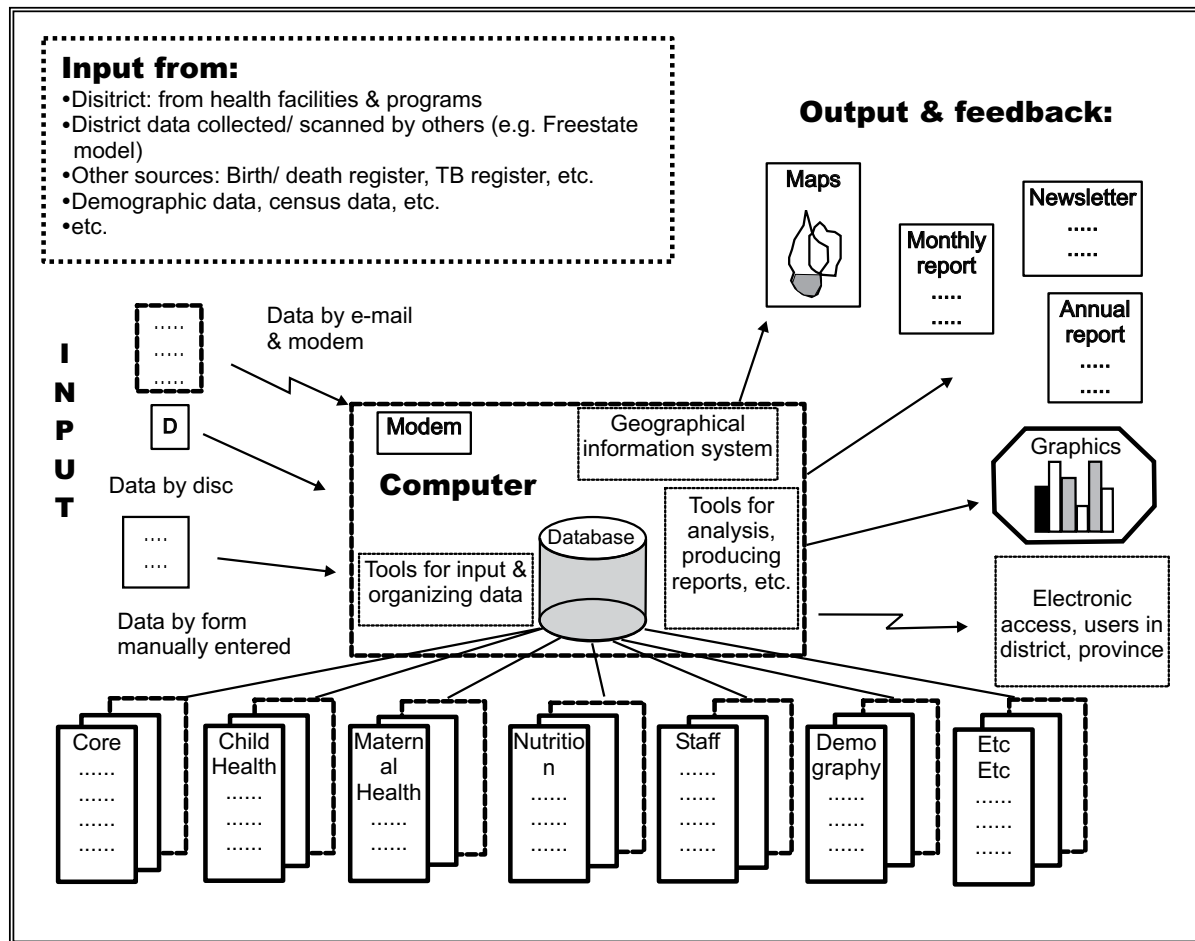 Input from:
•Disitrict: from health facilities & programs
•District data collected/ scanned by others (e.g. Freestate
model)
•Other sources: Birth/ death register, TB register, etc.
•Demographic data, census data, etc.
•etc.
Output & feedback:
Maps
Monthly
report
.....
.....
Newsletter
.....
.....
Annual
report
.....
.....
I
N
P
U
T
.....
.....
.....
Data by e-mail
& modem
D
Data by disc
....
....
Data by form
manually entered
Modem
Computer
Geographical
information system
Tools for
analysis,
producing
reports, etc.
Database
Tools for input &
organizing data
Graphics
Electronic
access, users in
district, province
Core
......
......
......
......
Child
Health
......
......
......
Matern
al
Health
......
......
Nutritio
n
......
......
......
Staff
......
......
......
......
Demo
graphy
......
......
......
Etc
Etc
......
......
......